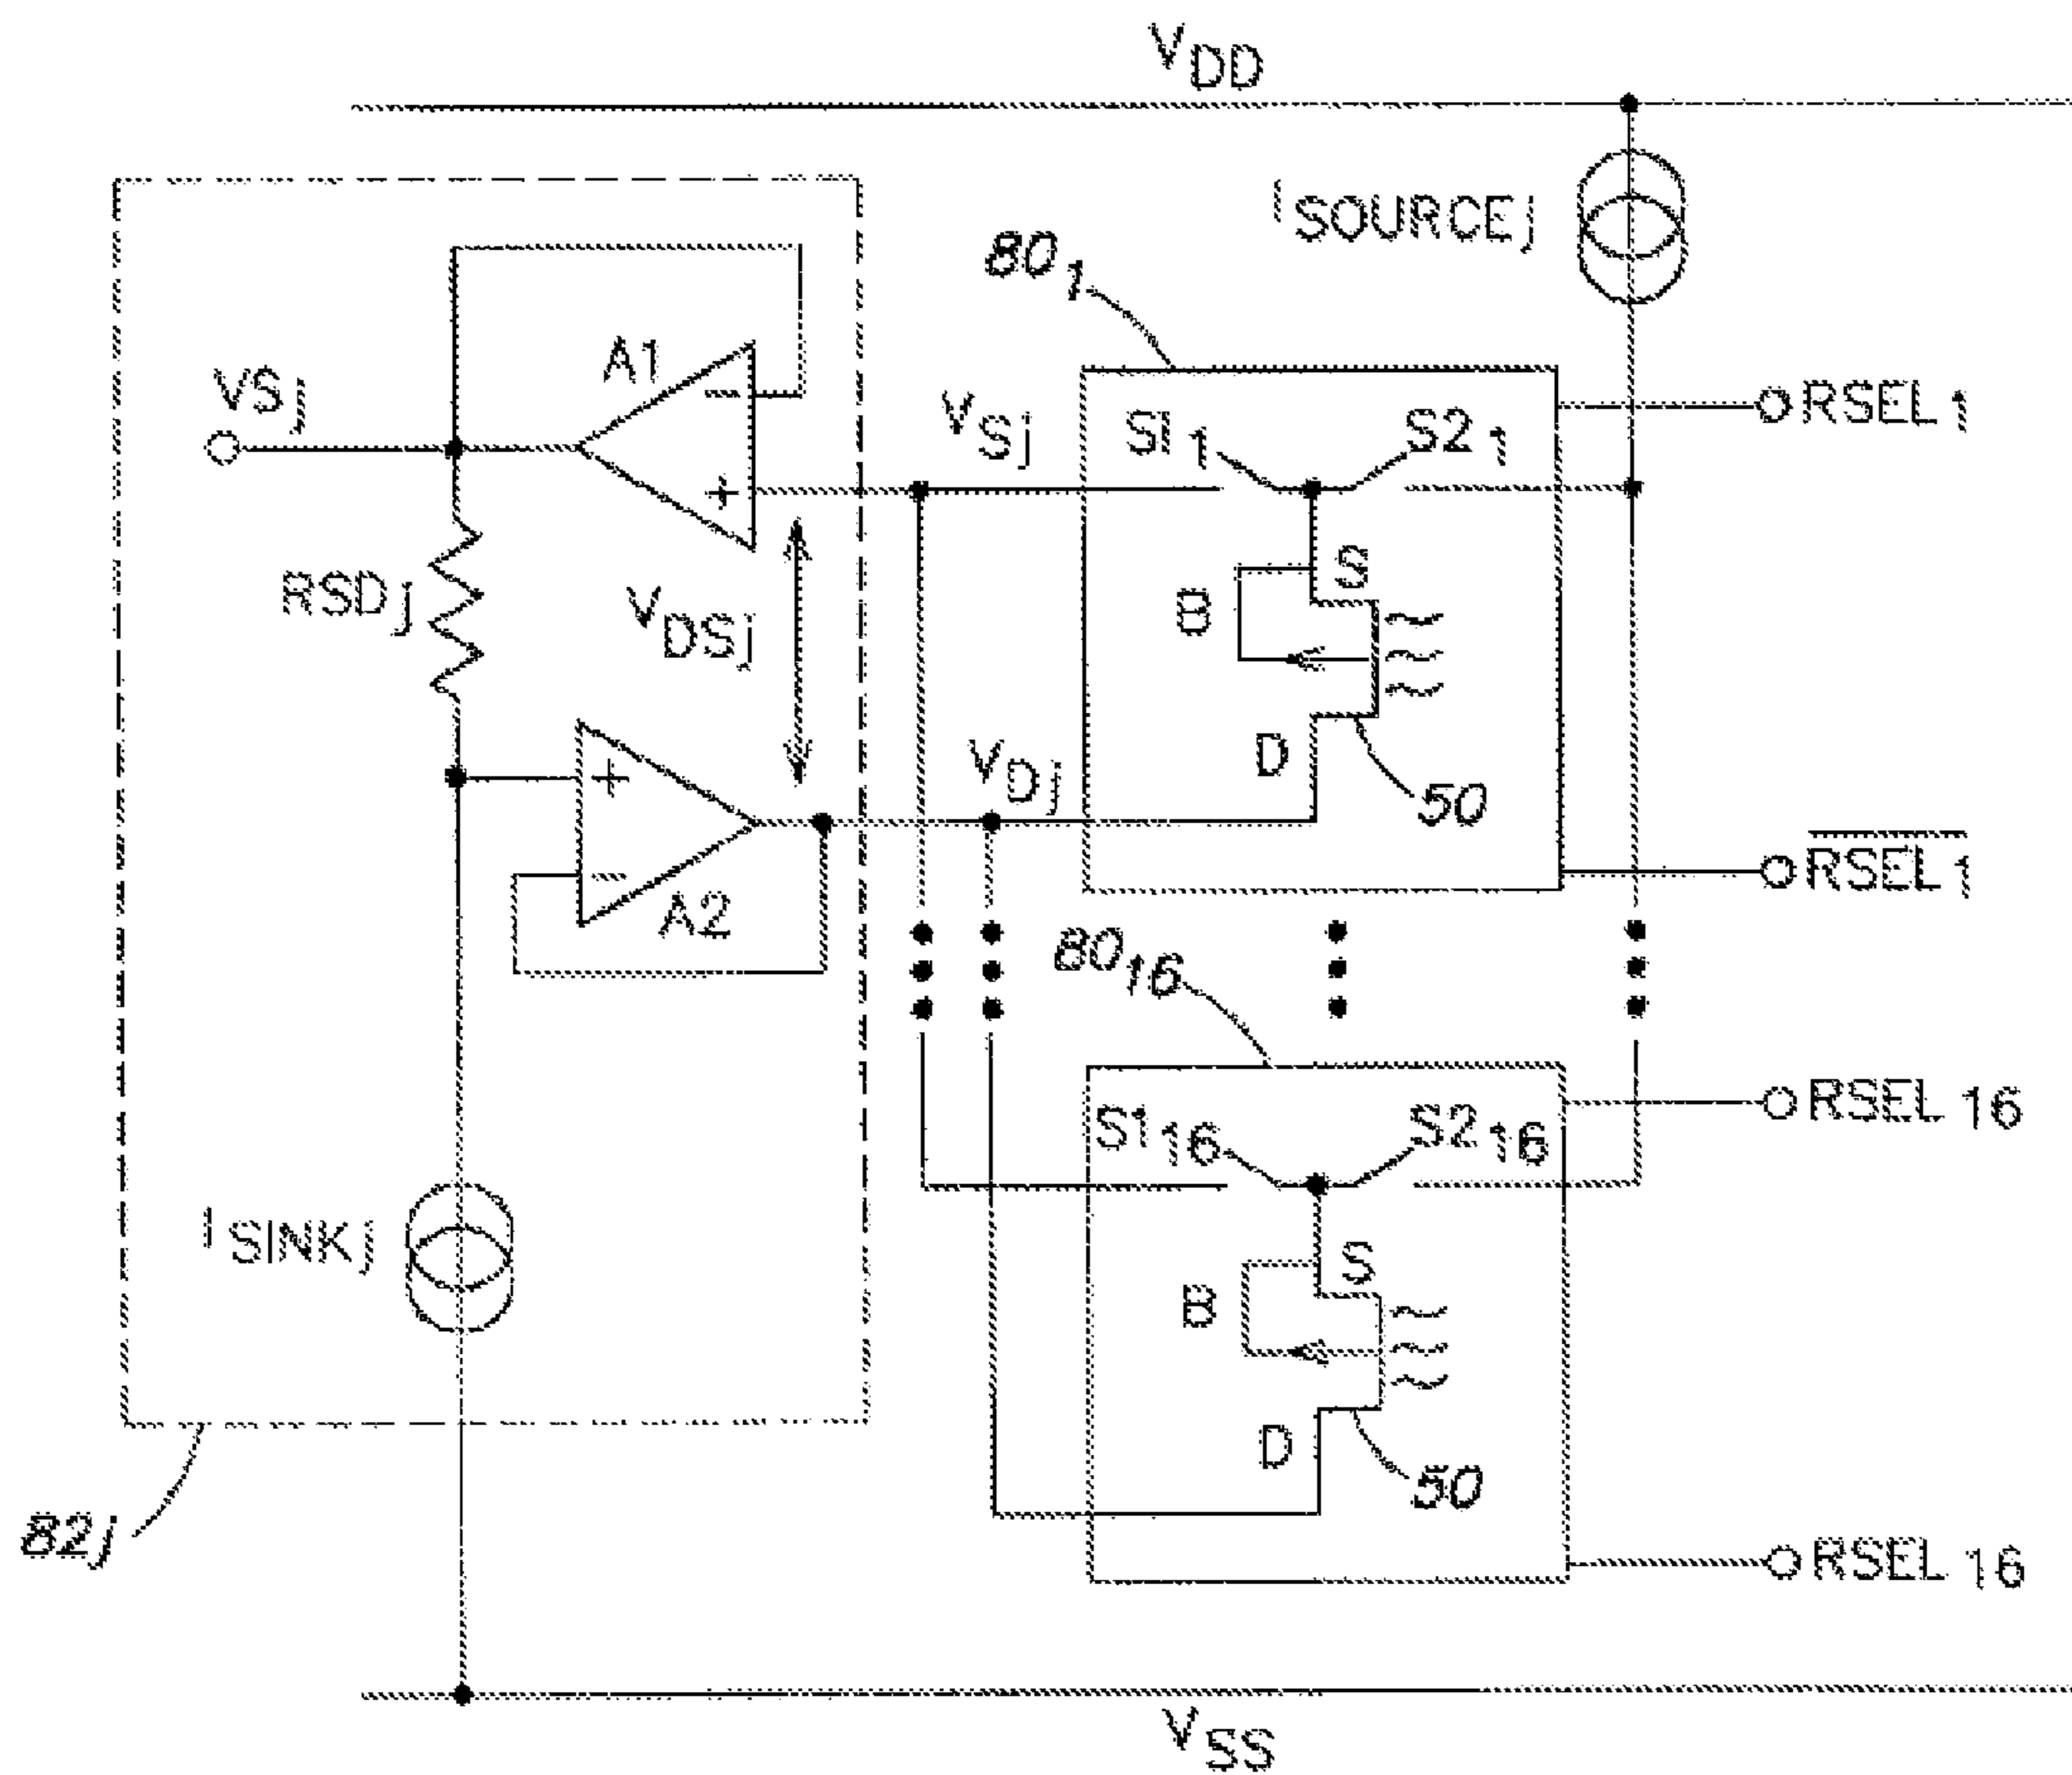 VDD
ISOURCEj
801
A1
VSj
VSj
SI1
S21
RSEL1
−
+
S
RSDj
VDSj
B
VDj
D
50
+
−
A2
RSEL1
8016
S116
S216
RSEL16
S
ISINKj
B
D
50
82j
RSEL16
VSS